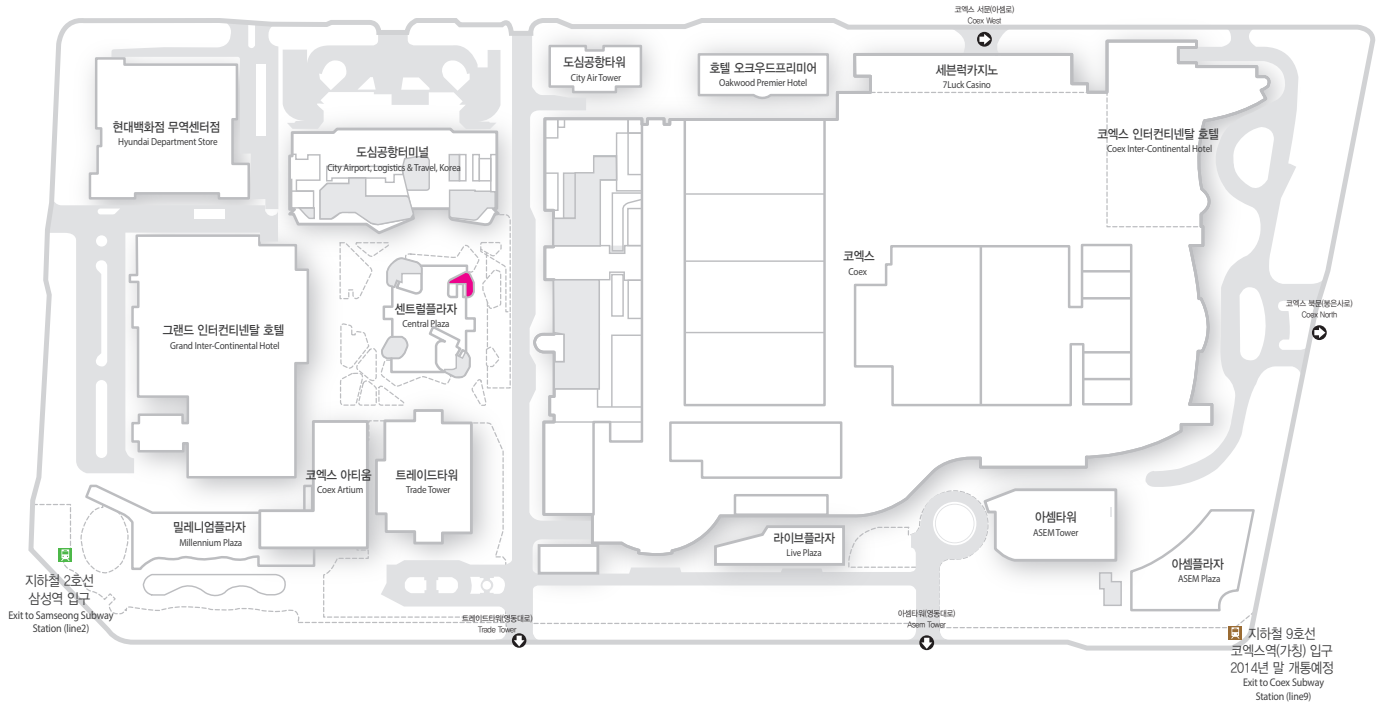 코엑스 서문(아셈로)
Coex West
도심공항타워
City Air Tower
호텔 오크우드프리미어
Oakwood Premier Hotel
세븐럭카지노
7Luck Casino
현대백화점 무역센터점
Hyundai Department Store
도심공항터미널
City Airport, Logistics & Travel, Korea
코엑스 인터컨티넨탈 호텔
Coex Inter-Continental Hotel
코엑스
Coex
센트럴플라자
Central Plaza
그랜드 인터컨티넨탈 호텔
Grand Inter-Continental Hotel
코엑스 북문(봉은사로)
Coex North
코엑스 아티움
Coex Artium
트레이드타워
Trade Tower
밀레니엄플라자
Millennium Plaza
라이브플라자
Live Plaza
아셈타워
ASEM Tower
아셈플라자
ASEM Plaza
지하철 2호선
삼성역 입구
Exit to Samseong Subway
Station (line2)
트레이드타워(영동대로)
Trade Tower
아셈타워(영동대로)
Asem Tower
지하철 9호선
코엑스역(가칭) 입구
2014년 말 개통예정
Exit to Coex Subway
Station (line9)